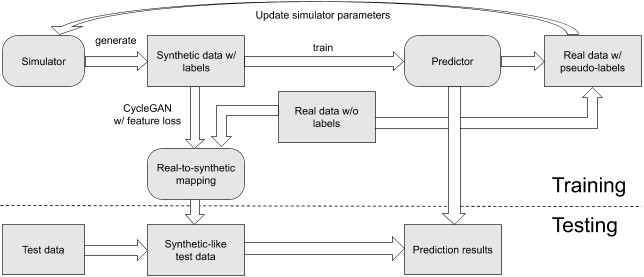 Update simulator parameters
generate
train
Simulator
Synthetic data w/
labels
Predictor
Real data w/
pseudo-labels
CycleGAN
w/ feature loss
Real data w/o
labels
Real-to-synthetic
mapping
Training
Testing
Test data
Synthetic-like
test data
Prediction results